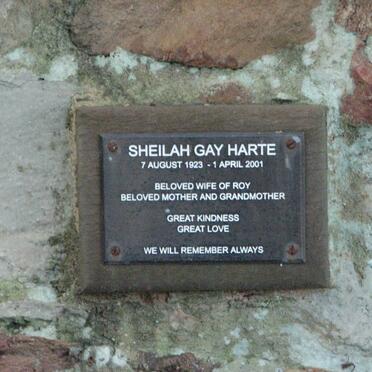 SHEILAH GAY HARTE
7 AUGUST 1923 - 1 APRIL 2001
BELOVED WIFE OF ROY
BELOVED MOTHER AND GRANDMOTHER
GREAT KINDNESS
GREAT LOVE
WE WILL REMEMBER ALWAYS